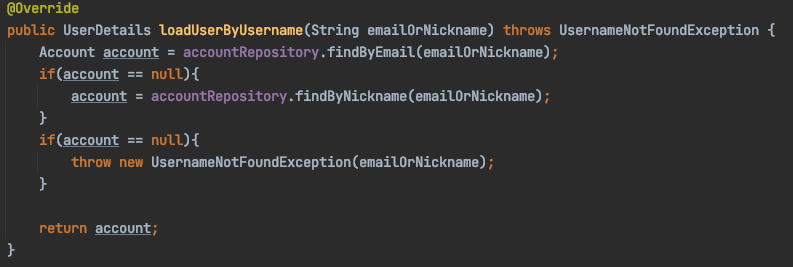 @Override
public UserDetails loadUserByUsername(String emailOrNickname) throws UsernameNotFoundException {
    Account account = accountRepository.findByEmail(emailOrNickname);
    if(account == null){
        account = accountRepository.findByNickname(emailOrNickname);
    }
    if(account == null){
        throw new UsernameNotFoundException(emailOrNickname);
    }

    return account;
}